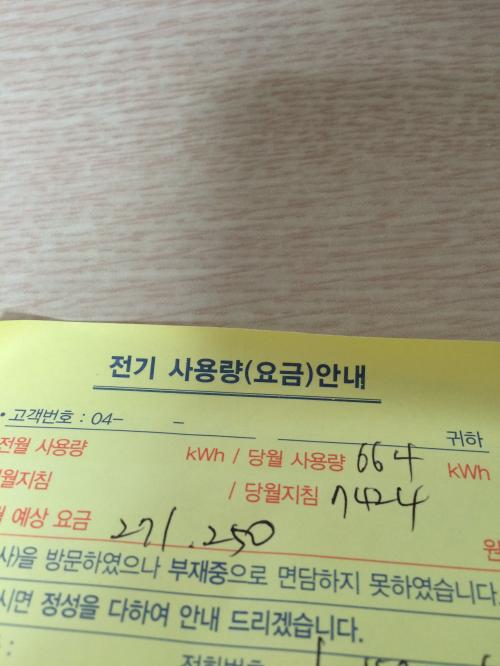 전기 사용량(요금)안내
• 고객번호 : 04- - 귀하
전월 사용량 kWh / 당월 사용량 664 kWh
월지침 / 당월지침 7424
예상 요금 271.250 원
사)을 방문하였으나 부재중으로 면담하지 못하였습니다.
시면 정성을 다하여 안내 드리겠습니다.
전화번호